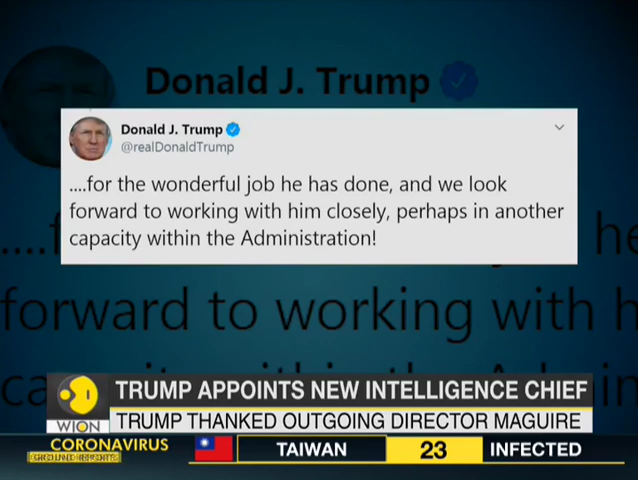 Donald J. Trump
Donald J. Trump
@realDonaldTrump
....for the wonderful job he has done, and we look
forward to working with him closely, perhaps in another
capacity within the Administration!
forward to working with h
TRUMP APPOINTS NEW INTELLIGENCE CHIEF
WION
TRUMP THANKED OUTGOING DIRECTOR MAGUIRE
CORONAVIRUS
TAIWAN 23 INFECTED